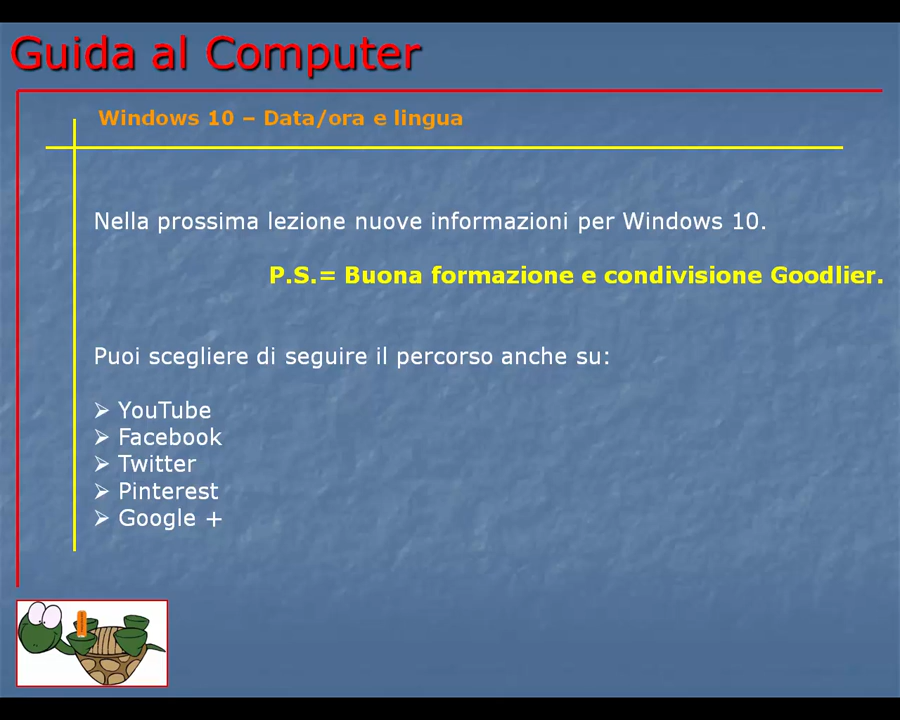 Guida al Computer
Windows 10 – Data/ora e lingua
Nella prossima lezione nuove informazioni per Windows 10.
P.S.= Buona formazione e condivisione Goodlier.
Puoi scegliere di seguire il percorso anche su:
➢ YouTube
➢ Facebook
➢ Twitter
➢ Pinterest
➢ Google +